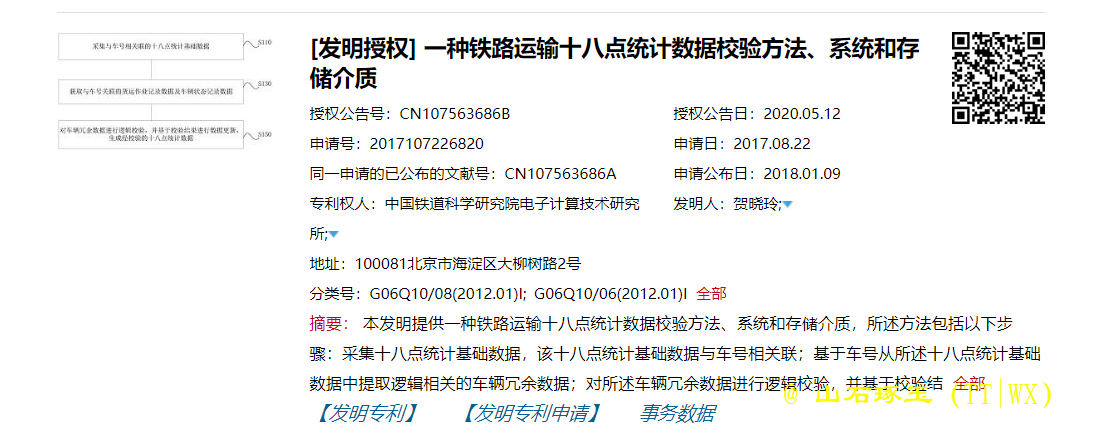 采集与车号相关联的十八点统计基础数据
S110
获取与车号关联的货运作业记录数据及车辆状态记录数据
S130
对车辆冗余数据进行逻辑校验，并基于校验结果进行数据更新，
生成经校验的十八点统计数据
S150
[发明授权] 一种铁路运输十八点统计数据校验方法、系统和存
储介质
授权公告号：CN107563686B
授权公告日：2020.05.12
申请号：2017107226820
申请日：2017.08.22
同一申请的已公布的文献号：CN107563686A
申请公布日：2018.01.09
专利权人：中国铁道科学研究院电子计算技术研究
所;
发明人：贺晓玲;
地址：100081北京市海淀区大柳树路2号
分类号：G06Q10/08(2012.01)I; G06Q10/06(2012.01)I 全部
摘要： 本发明提供一种铁路运输十八点统计数据校验方法、系统和存储介质，所述方法包括以下步
骤：采集十八点统计基础数据，该十八点统计基础数据与车号相关联；基于车号从所述十八点统计基础
数据中提取逻辑相关的车辆冗余数据；对所述车辆冗余数据进行逻辑校验，并基于校验结 全部
【发明专利】 【发明专利申请】 事务数据
@ 山石琢玉 (TT|WX)